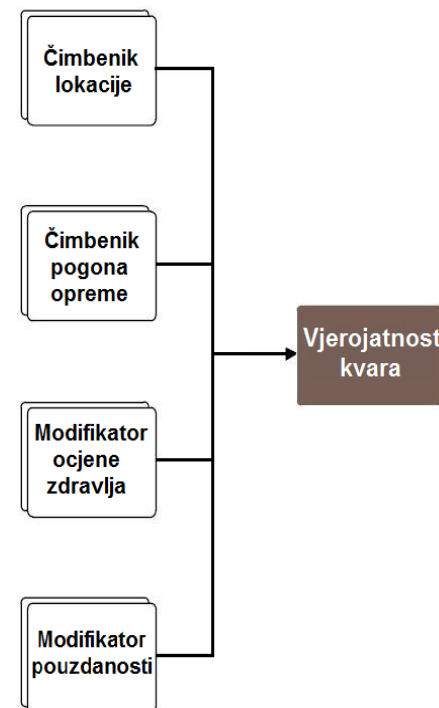 Čimbenik
lokacije
Čimbenik
pogona
opreme
Vjerojatnost
kvara
Modifikator
ocjene
zdravlja
Modifikator
pouzdanosti